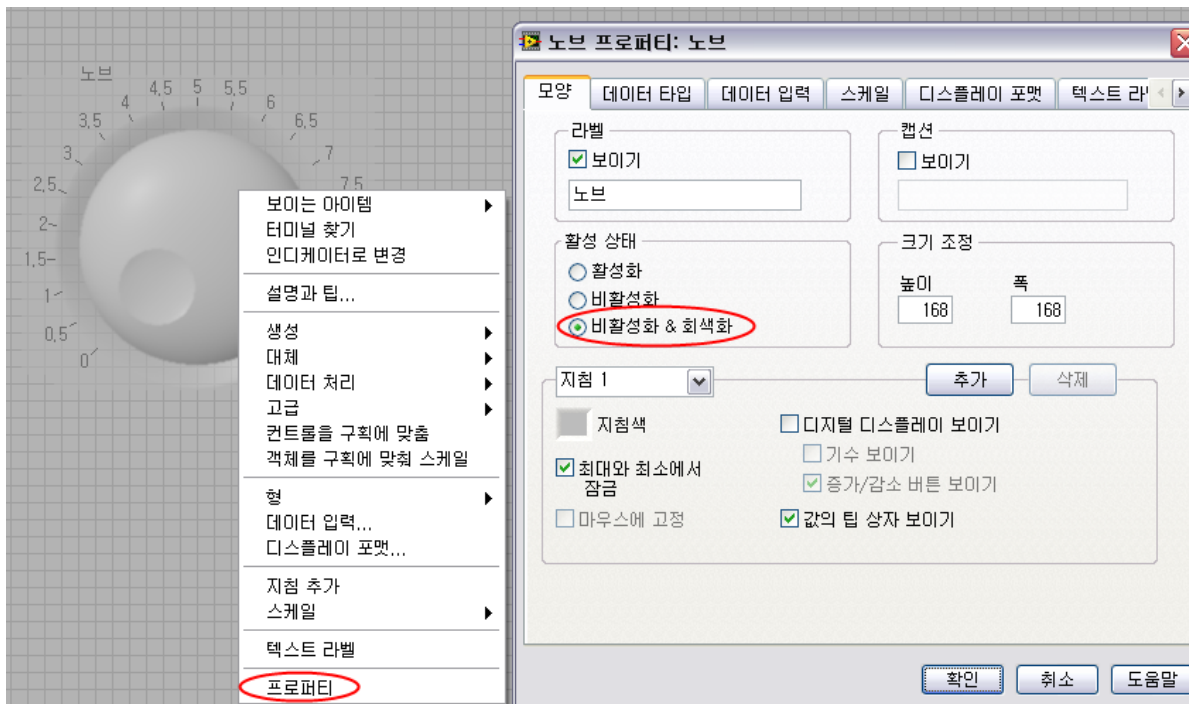 노브
0
0,5
1
1,5
2
2,5
3
3,5
4
4,5
5
5,5
6
6,5
7
7,5
보이는 아이템
터미널 찾기
인디케이터로 변경
설명과 팁...
생성
대체
데이터 처리
고급
컨트롤을 구획에 맞춤
객체를 구획에 맞춰 스케일
형
데이터 입력...
디스플레이 포맷...
지침 추가
스케일
텍스트 라벨
프로퍼티
노브 프로퍼티: 노브
모양 데이터 타입 데이터 입력 스케일 디스플레이 포맷 텍스트
라벨
보이기
노브
캡션
보이기
활성 상태
활성화
비활성화
비활성화 & 회색화
크기 조정
높이 폭
168 168
지침 1
추가 삭제
지침색
최대와 최소에서
잠금
마우스에 고정
디지털 디스플레이 보이기
기수 보이기
증가/감소 버튼 보이기
값의 팁 상자 보이기
확인 취소 도움말